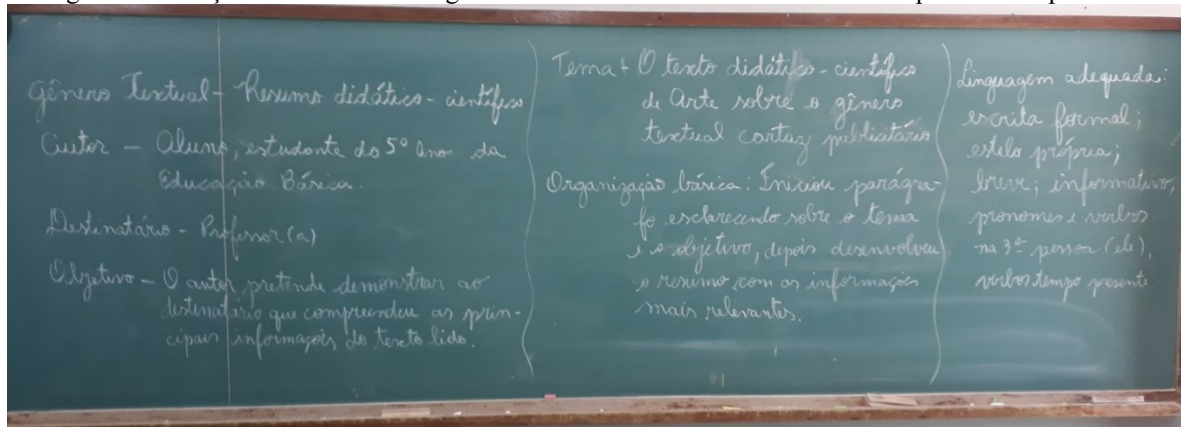 Gênero Textual - Resumo didático-científico
Autor - Aluno, estudante do 5º ano da
Educação Básica.
Destinatário - Professor(a)
Objetivo - O autor pretende demonstrar ao
destinatário que compreendeu as prin-
cipais informações do texto lido.
Tema - O texto didático-científico
de Arte sobre o gênero
textual cartaz publicitário
Organização básica: Iniciou parágra-
fo esclarecendo sobre o tema
e o objetivo, depois desenvolveu
o resumo com as informações
mais relevantes.
Linguagem adequada:
escrita formal;
estilo própria;
breve; informativo,
pronomes e verbos
na 3ª pessoa (ele),
verbos tempo presente.